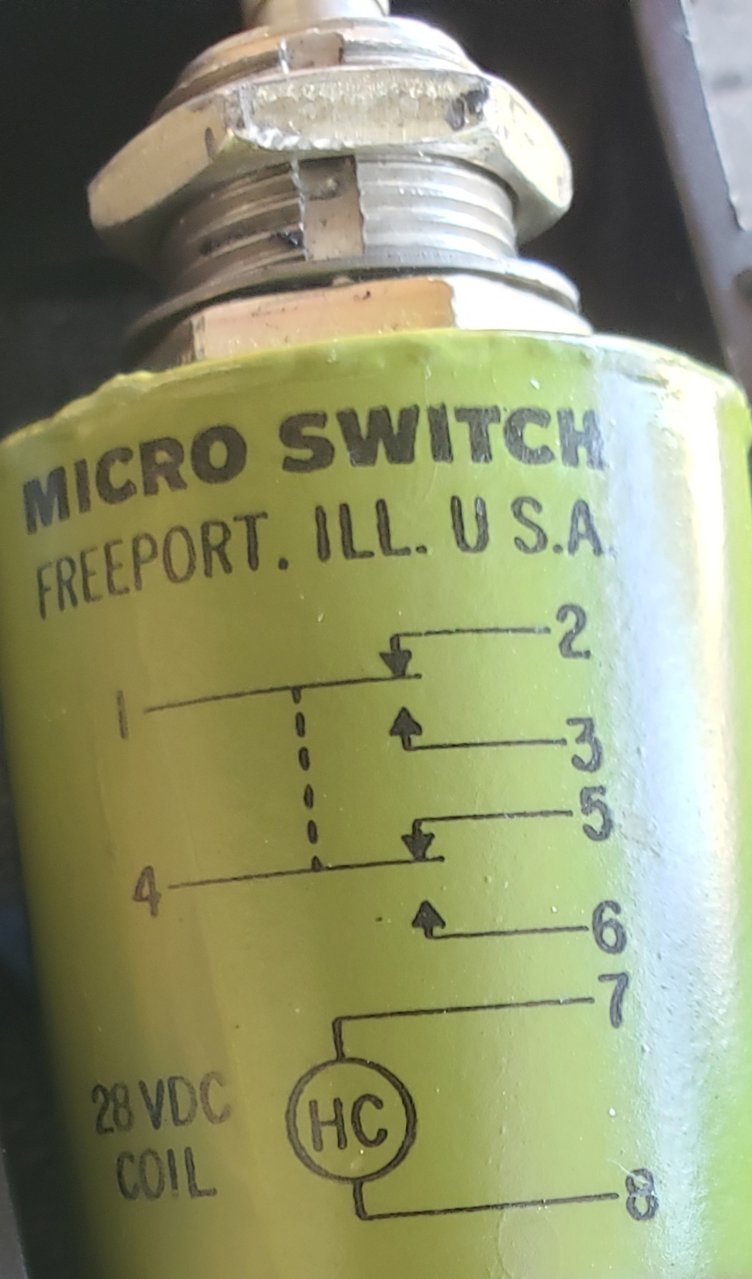 MICRO SWITCH
FREEPORT. ILL. U S.A.
2
1
3
5
4
6
7
28 VDC
COIL
HC
8